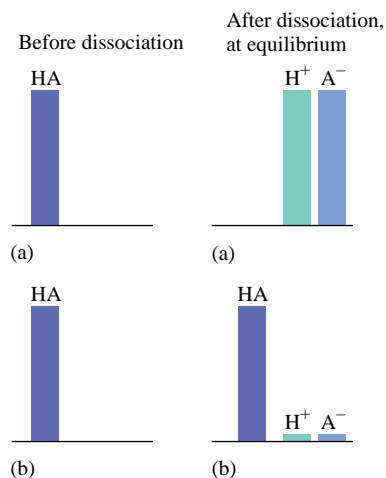 Before dissociation
After dissociation,
at equilibrium
HA
H⁺ A⁻
(a)
(a)
HA
HA
H⁺ A⁻
(b)
(b)